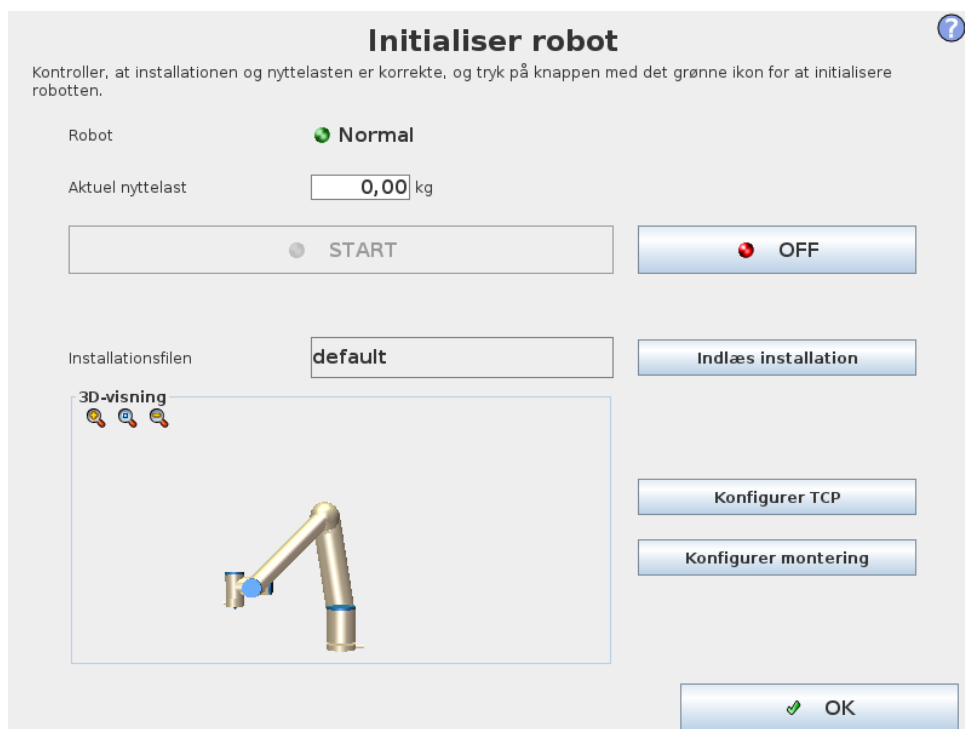 Initialiser robot
?
Kontroller, at installationen og nyttelasten er korrekte, og tryk på knappen med det grønne ikon for at initialisere
robotten.
Robot
Normal
Aktuel nyttelast
0,00 kg
START
OFF
Installationsfilen
default
Indlæs installation
3D-visning
Konfigurer TCP
Konfigurer montering
OK